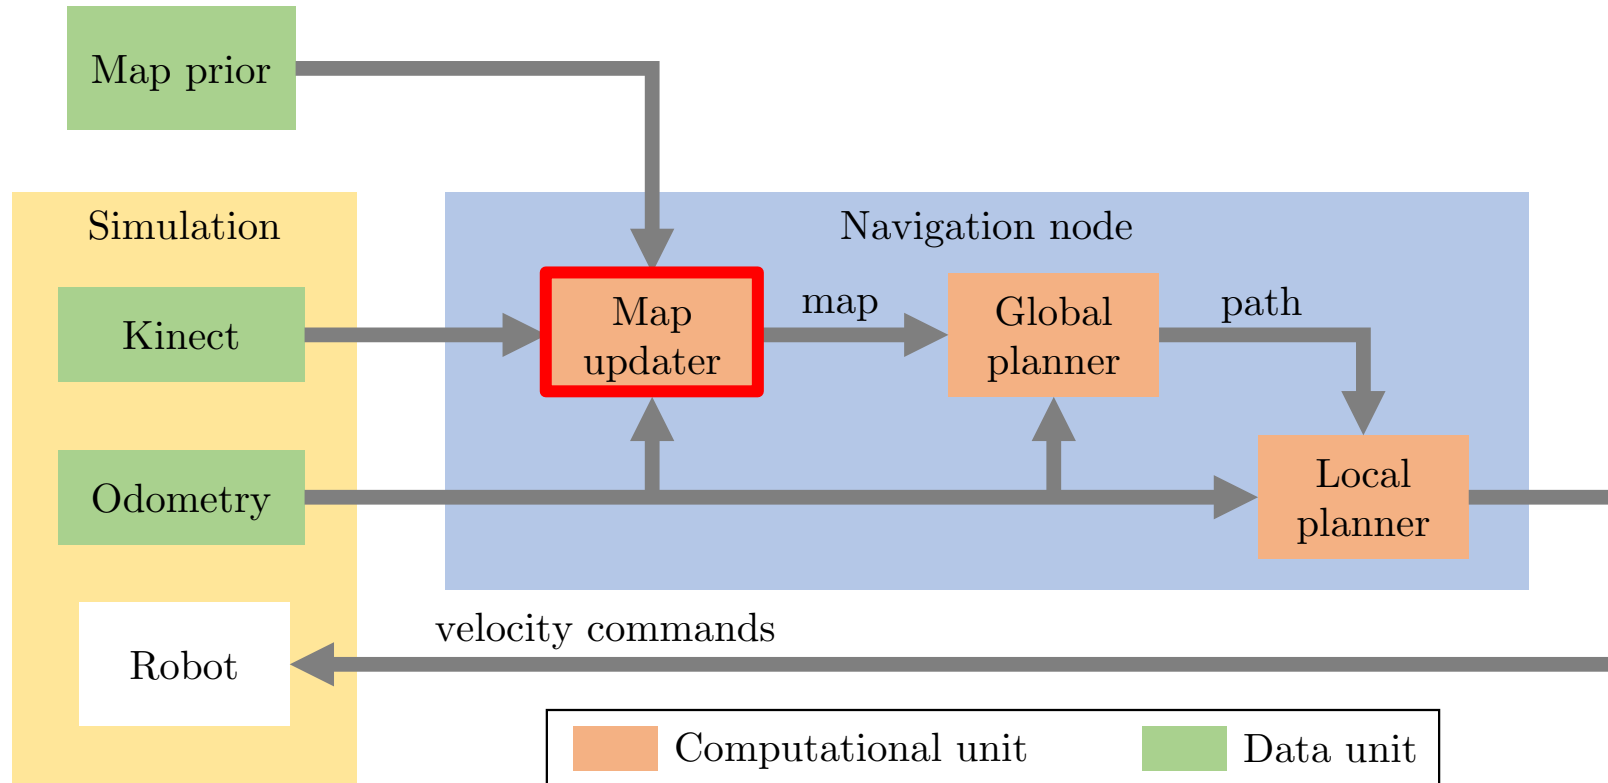 Map prior
Simulation
Navigation node
Kinect
Map
updater
map
Global
planner
path
Odometry
Local
planner
velocity commands
Robot
Computational unit
Data unit